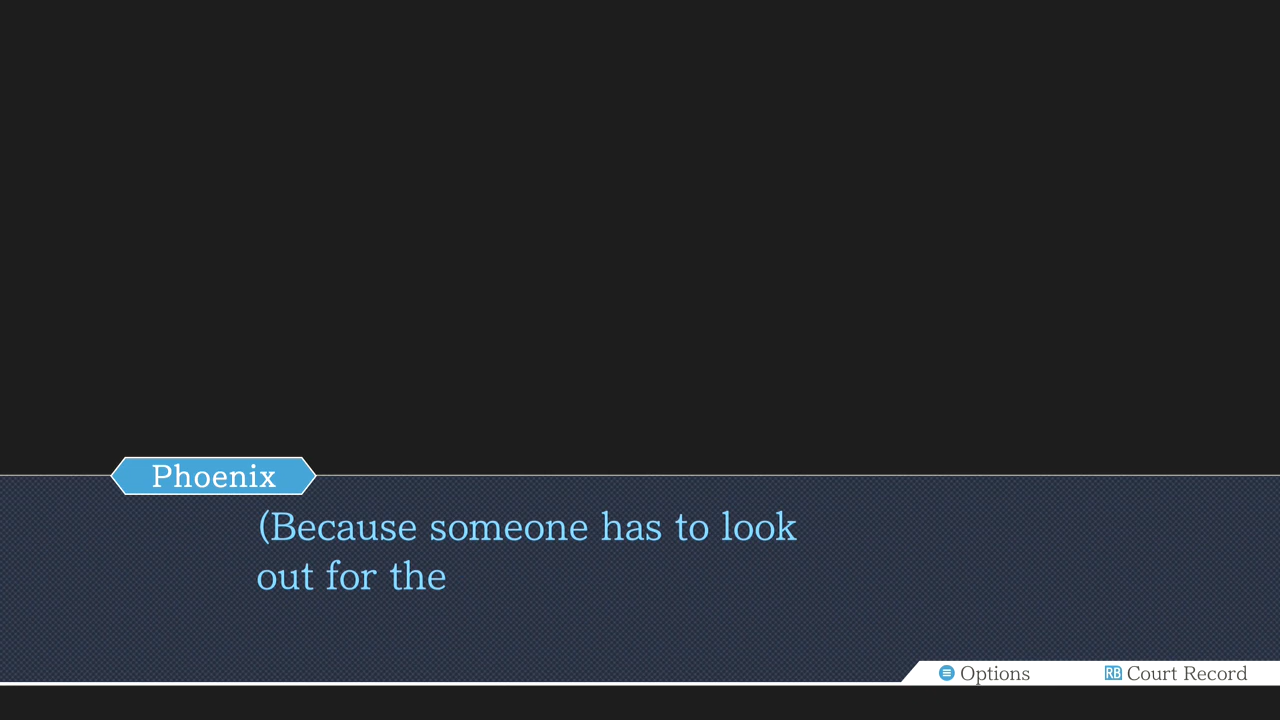 Phoenix
(Because someone has to look
out for the
Options
RB Court Record